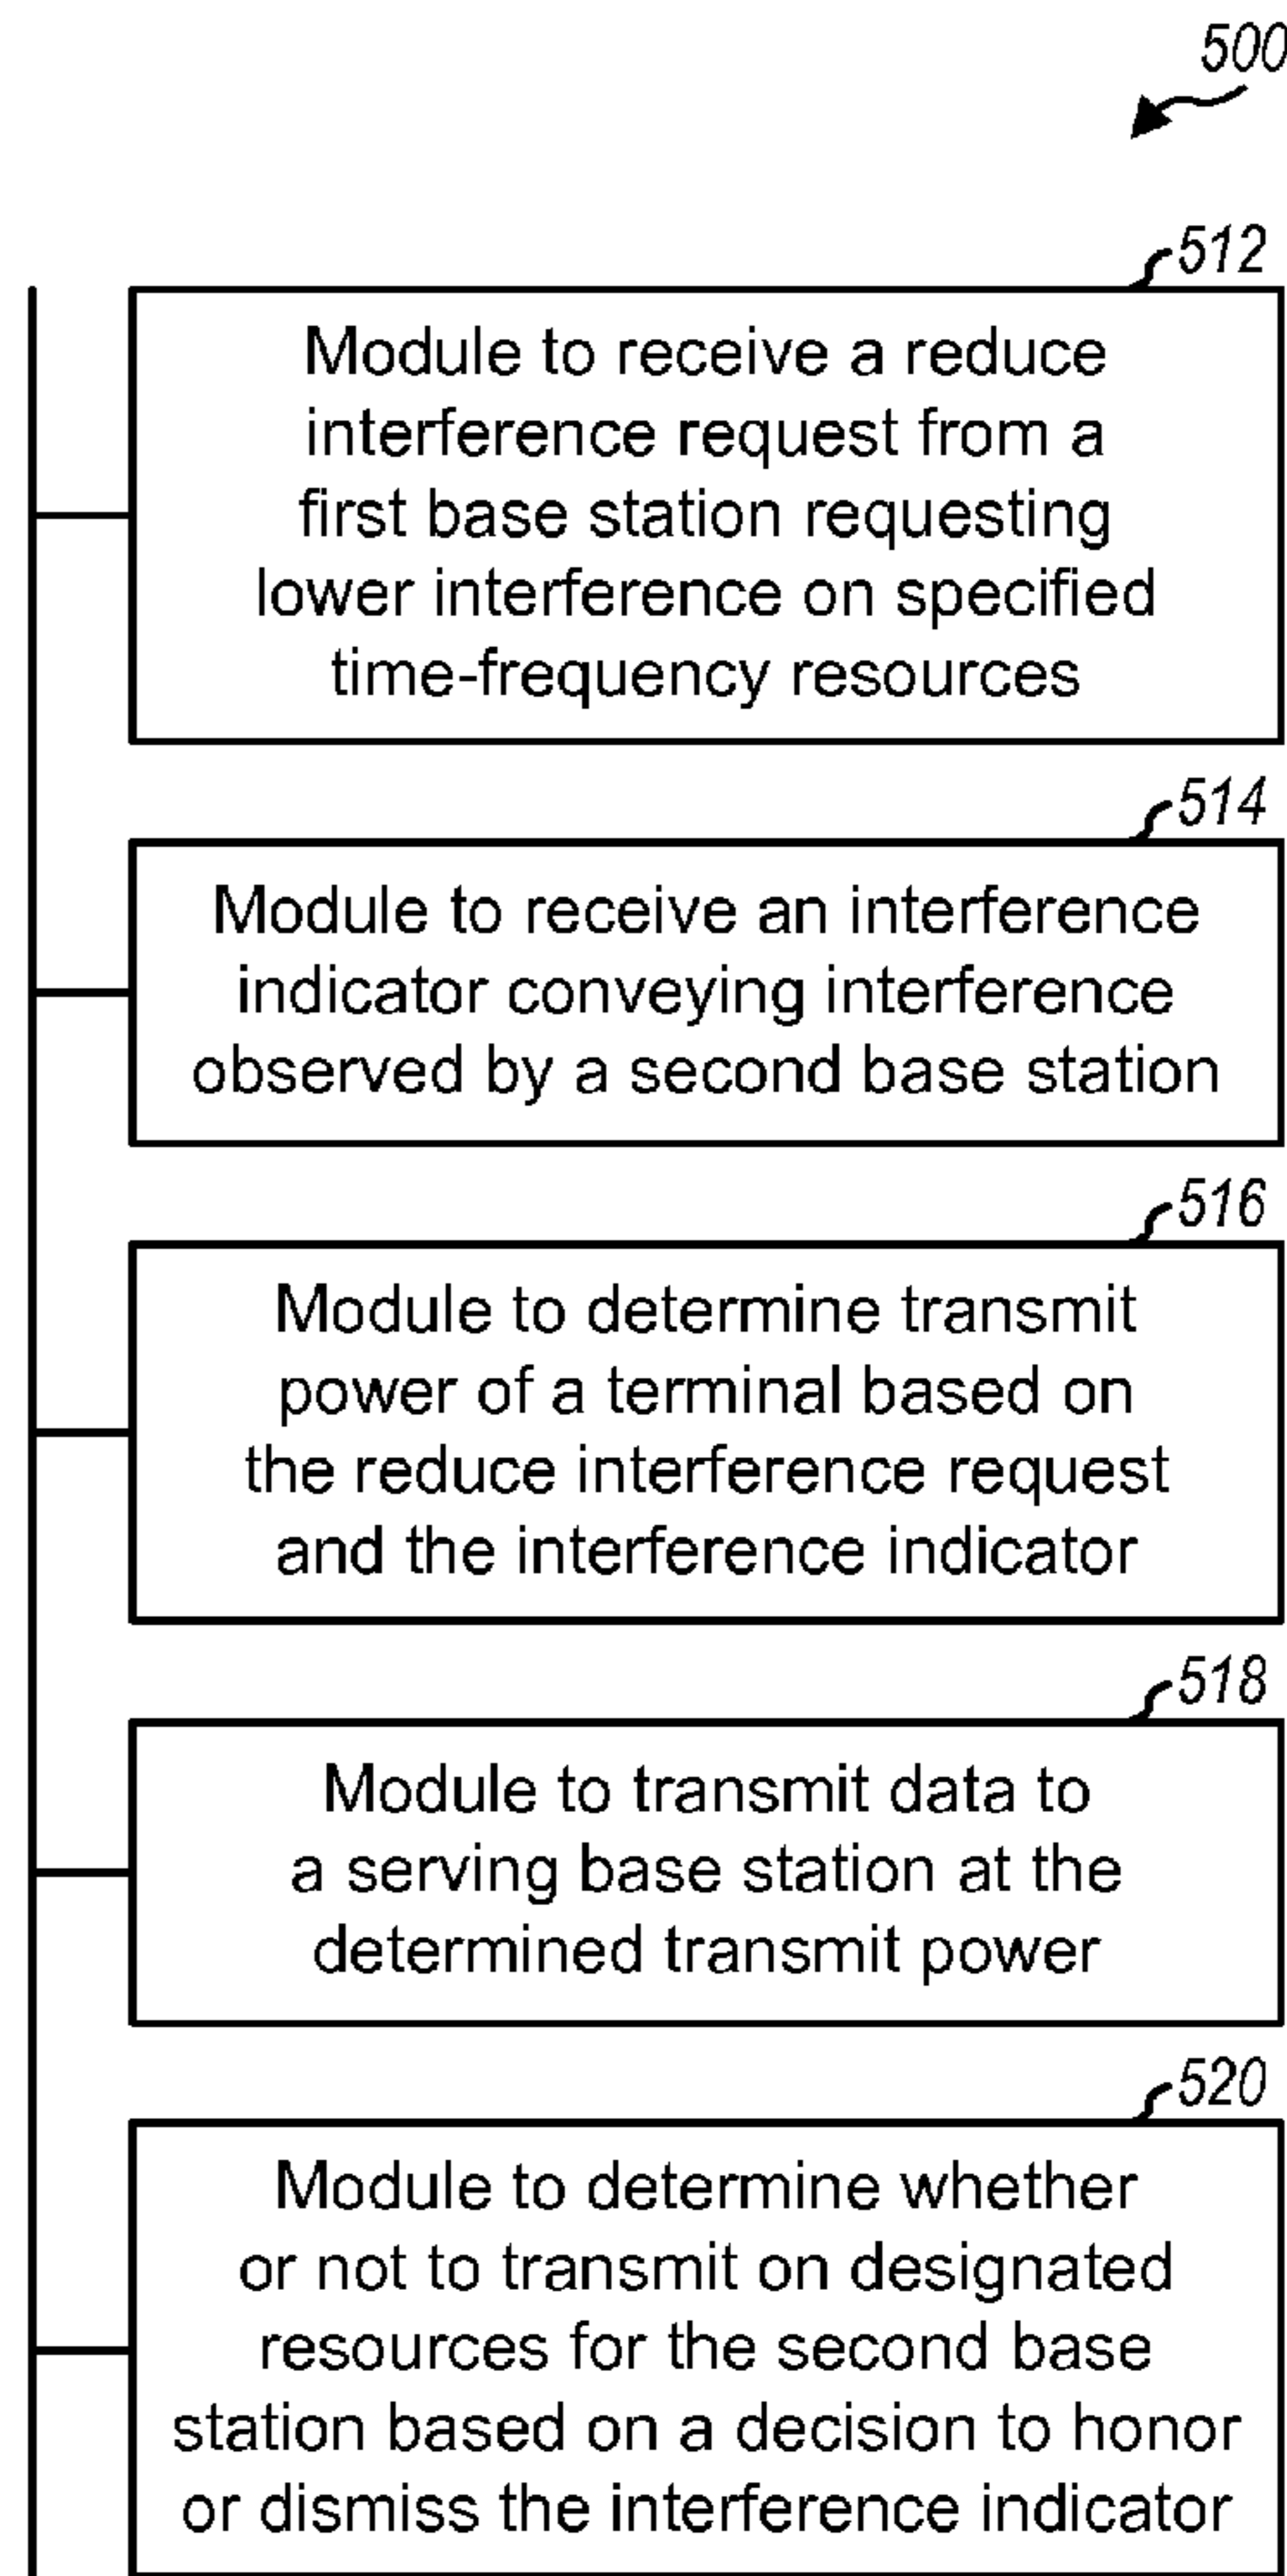 500
512
Module to receive a reduce
interference request from a
first base station requesting
lower interference on specified
time-frequency resources
514
Module to receive an interference
indicator conveying interference
observed by a second base station
516
Module to determine transmit
power of a terminal based on
the reduce interference request
and the interference indicator
518
Module to transmit data to
a serving base station at the
determined transmit power
520
Module to determine whether
or not to transmit on designated
resources for the second base
station based on a decision to honor
or dismiss the interference indicator